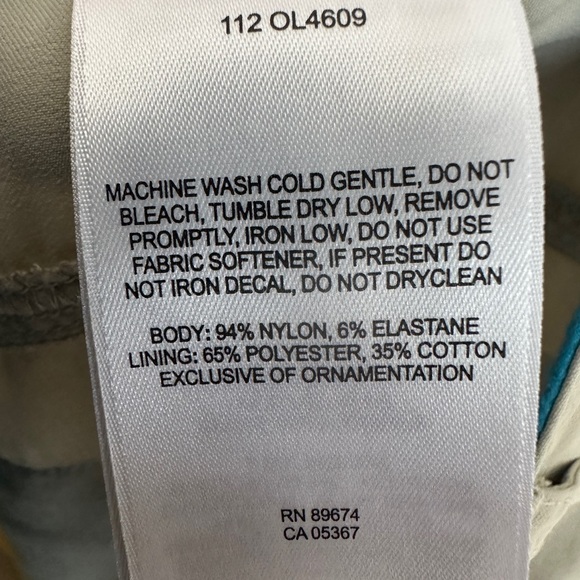 112 OL4609
MACHINE WASH COLD GENTLE, DO NOT
BLEACH, TUMBLE DRY LOW, REMOVE
PROMPTLY, IRON LOW, DO NOT USE
FABRIC SOFTENER, IF PRESENT DO
NOT IRON DECAL, DO NOT DRYCLEAN
BODY: 94% NYLON, 6% ELASTANE
LINING: 65% POLYESTER, 35% COTTON
EXCLUSIVE OF ORNAMENTATION
RN 89674
CA 05367